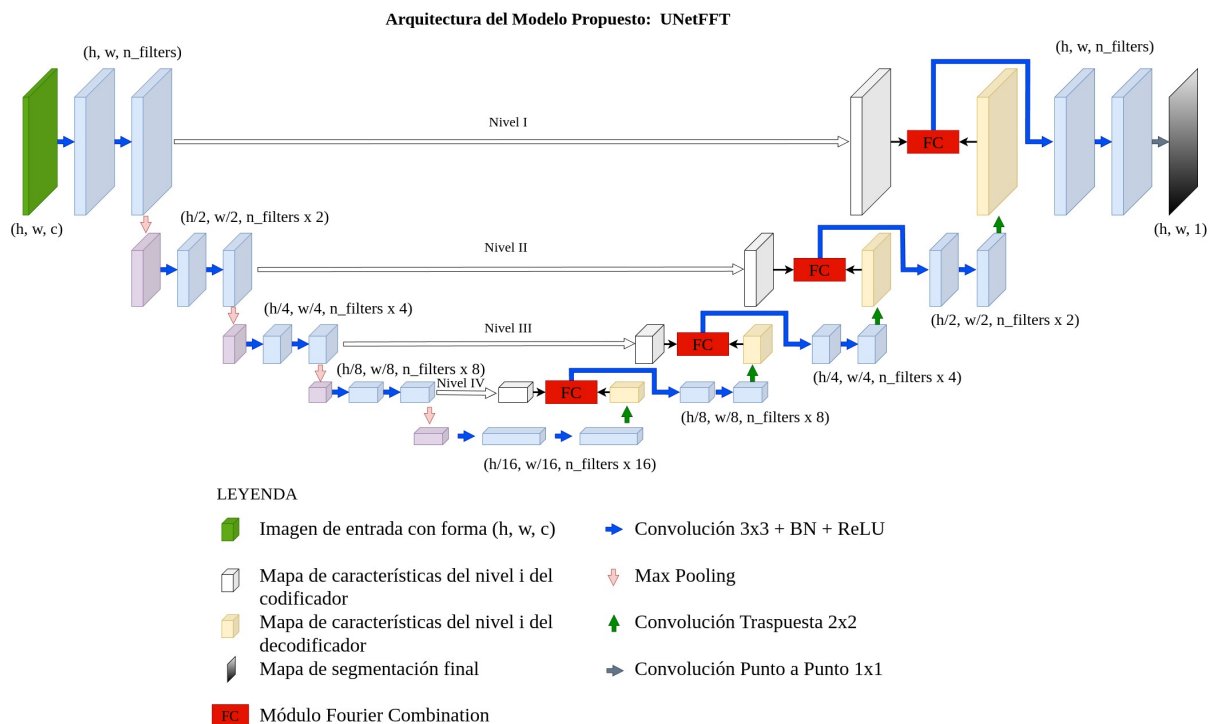 Arquitectura del Modelo Propuesto:  UNetFFT
(h, w, n_filters)
(h, w, n_filters)
Nivel I
FC
(h, w, c)
(h/2, w/2, n_filters x 2)
(h, w, 1)
Nivel II
FC
(h/4, w/4, n_filters x 4)
(h/2, w/2, n_filters x 2)
Nivel III
FC
(h/8, w/8, n_filters x 8)
(h/4, w/4, n_filters x 4)
Nivel IV
FC
(h/8, w/8, n_filters x 8)
(h/16, w/16, n_filters x 16)
LEYENDA
Imagen de entrada con forma (h, w, c)
Convolución 3x3 + BN + ReLU
Mapa de características del nivel i del
codificador
Max Pooling
Mapa de características del nivel i del
decodificador
Convolución Traspuesta 2x2
Mapa de segmentación final
Convolución Punto a Punto 1x1
FC
Módulo Fourier Combination